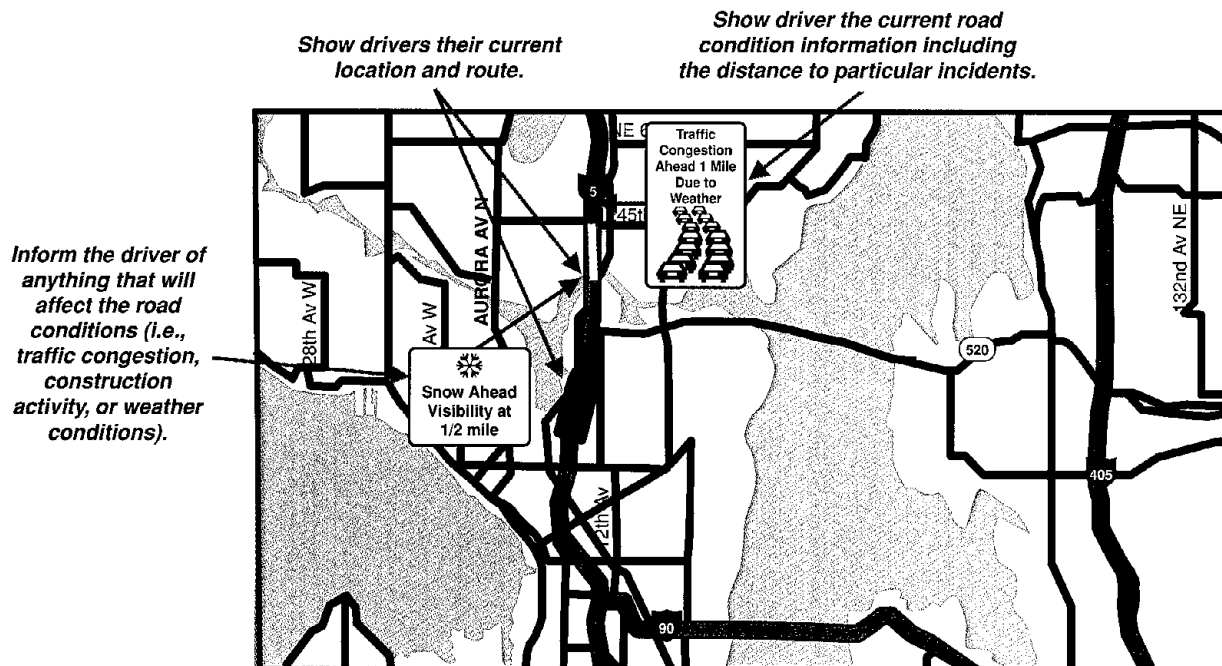 Show drivers their current
location and route.
Show driver the current road
condition information including
the distance to particular incidents.
Inform the driver of
anything that will
affect the road
conditions (i.e.,
traffic congestion,
construction
activity, or weather
conditions).
Traffic
Congestion
Ahead 1 Mile
Due to
Weather
Snow Ahead
Visibility at
1/2 mile
NE 6
5
45th
AURORA AV N
28th Av W
Av W
132nd Av NE
520
405
12th Av
90